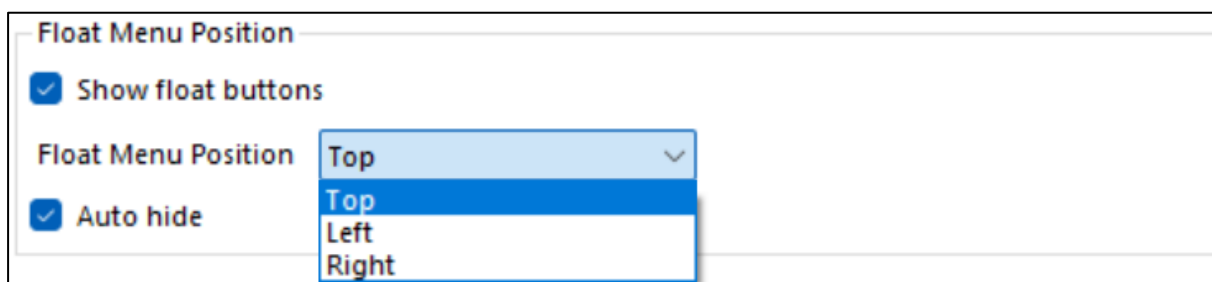 Float Menu Position
Show float buttons
Float Menu Position Top
Top
Auto hide
Left
Right